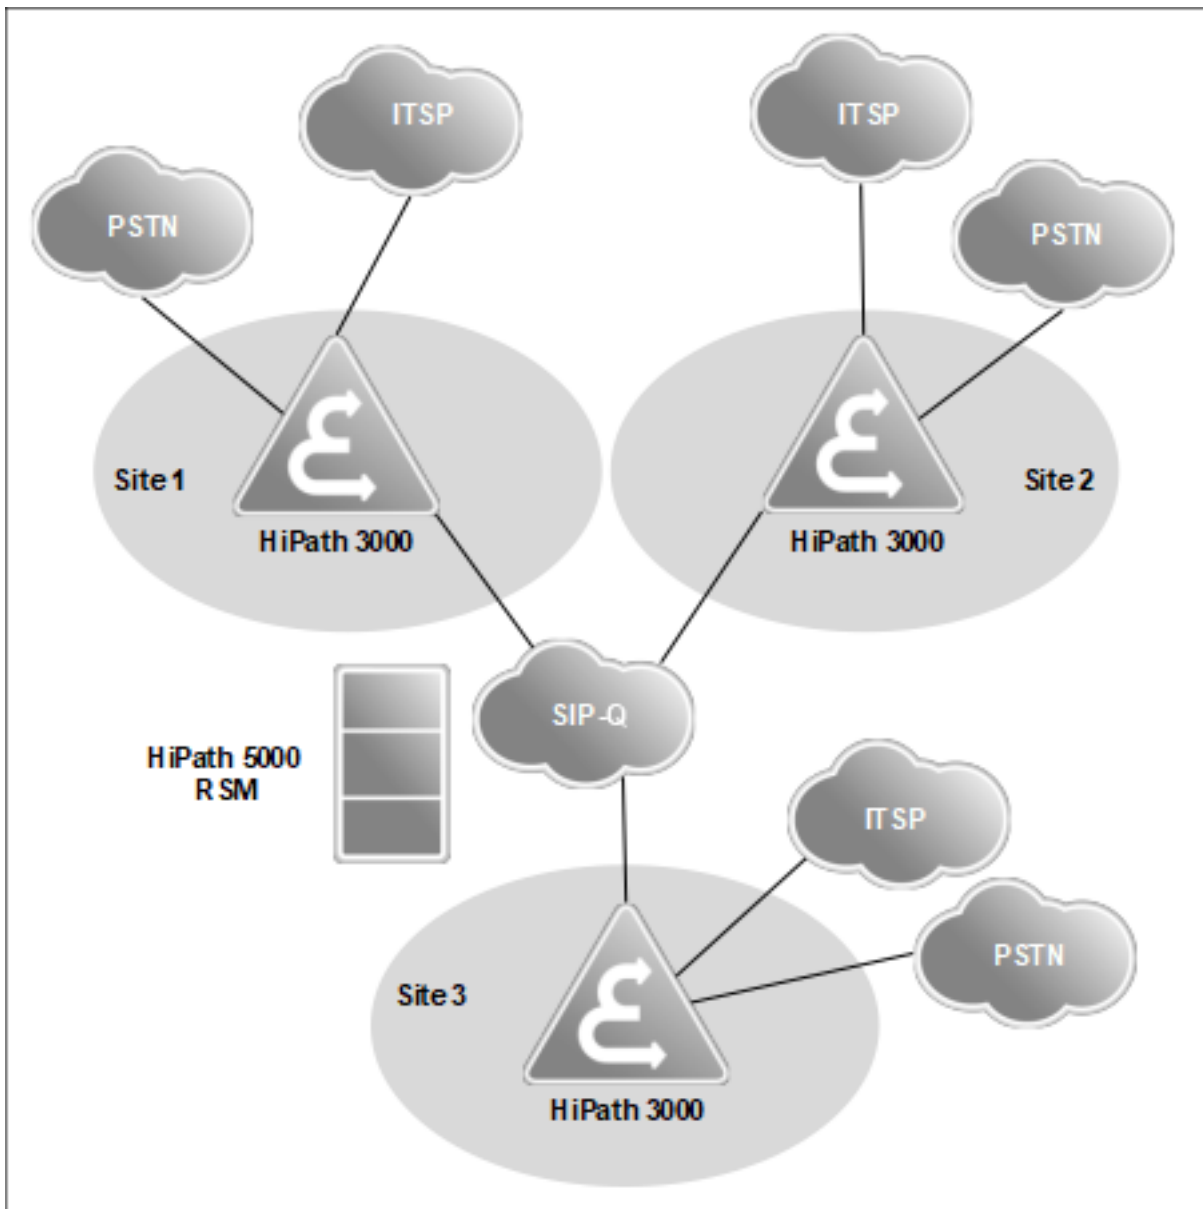 ITSP
PSTN
ITSP
PSTN
Site 1
HiPath 3000
Site 2
HiPath 3000
SIP-Q
HiPath 5000
RSM
ITSP
PSTN
Site 3
HiPath 3000